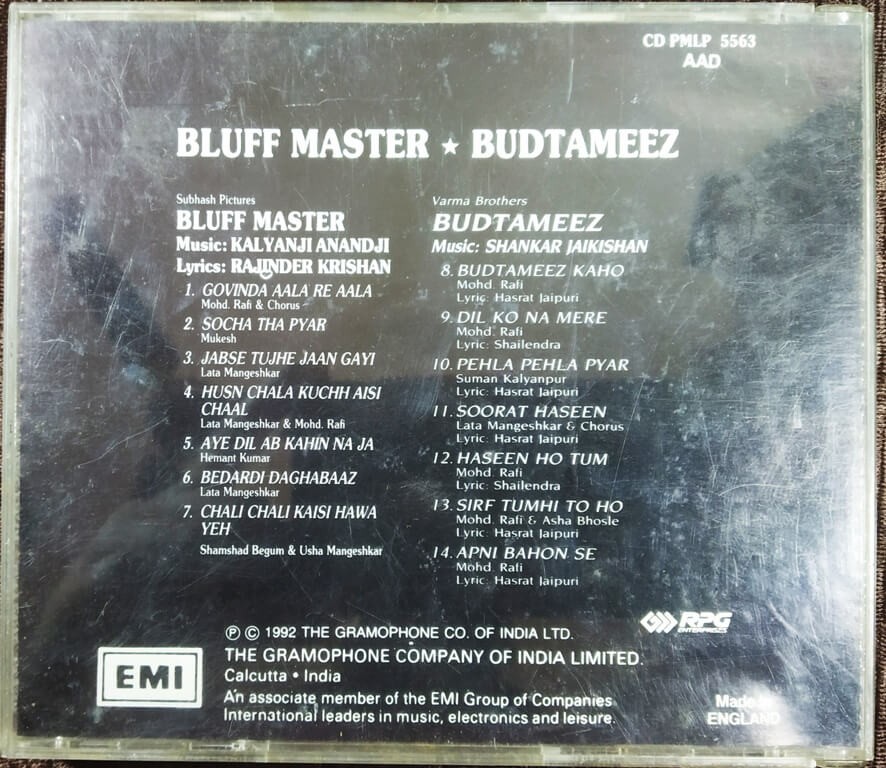 CD PMLP 5563
AAD
BLUFF MASTER ★ BUDTAMEEZ
Subhash Pictures
BLUFF MASTER
Music: KALYANJI ANANDJI
Lyrics: RAJINDER KRISHAN
1. GOVINDA AALA RE AALA
Mohd. Rafi & Chorus
2. SOCHA THA PYAR
Mukesh
3. JABSE TUJHE JAAN GAYI
Lata Mangeshkar
4. HUSN CHALA KUCHH AISI
CHAAL
Lata Mangeshkar & Mohd. Rafi
5. AYE DIL AB KAHIN NA JA
Hemant Kumar
6. BEDARDI DAGHABAAZ
Lata Mangeshkar
7. CHALI CHALI KAISI HAWA
YEH
Shamshad Begum & Usha Mangeshkar
Varma Brothers
BUDTAMEEZ
Music: SHANKAR JAIKISHAN
8. BUDTAMEEZ KAHO
Mohd. Rafi
Lyric: Hasrat Jaipuri
9. DIL KO NA MERE
Mohd. Rafi
Lyric: Shailendra
10. PEHLA PEHLA PYAR
Suman Kalyanpur
Lyric: Hasrat Jaipuri
11. SOORAT HASEEN
Lata Mangeshkar & Chorus
Lyric: Hasrat Jaipuri
12. HASEEN HO TUM
Mohd. Rafi
Lyric: Shailendra
13. SIRF TUMHI TO HO
Mohd. Rafi & Asha Bhosle
Lyric: Hasrat Jaipuri
14. APNI BAHON SE
Mohd. Rafi
Lyric: Hasrat Jaipuri
RPG
ENTERPRIZES
℗ © 1992 THE GRAMOPHONE CO. OF INDIA LTD.
THE GRAMOPHONE COMPANY OF INDIA LIMITED.
Calcutta • India
An associate member of the EMI Group of Companies
International leaders in music, electronics and leisure.
EMI
Made in
ENGLAND